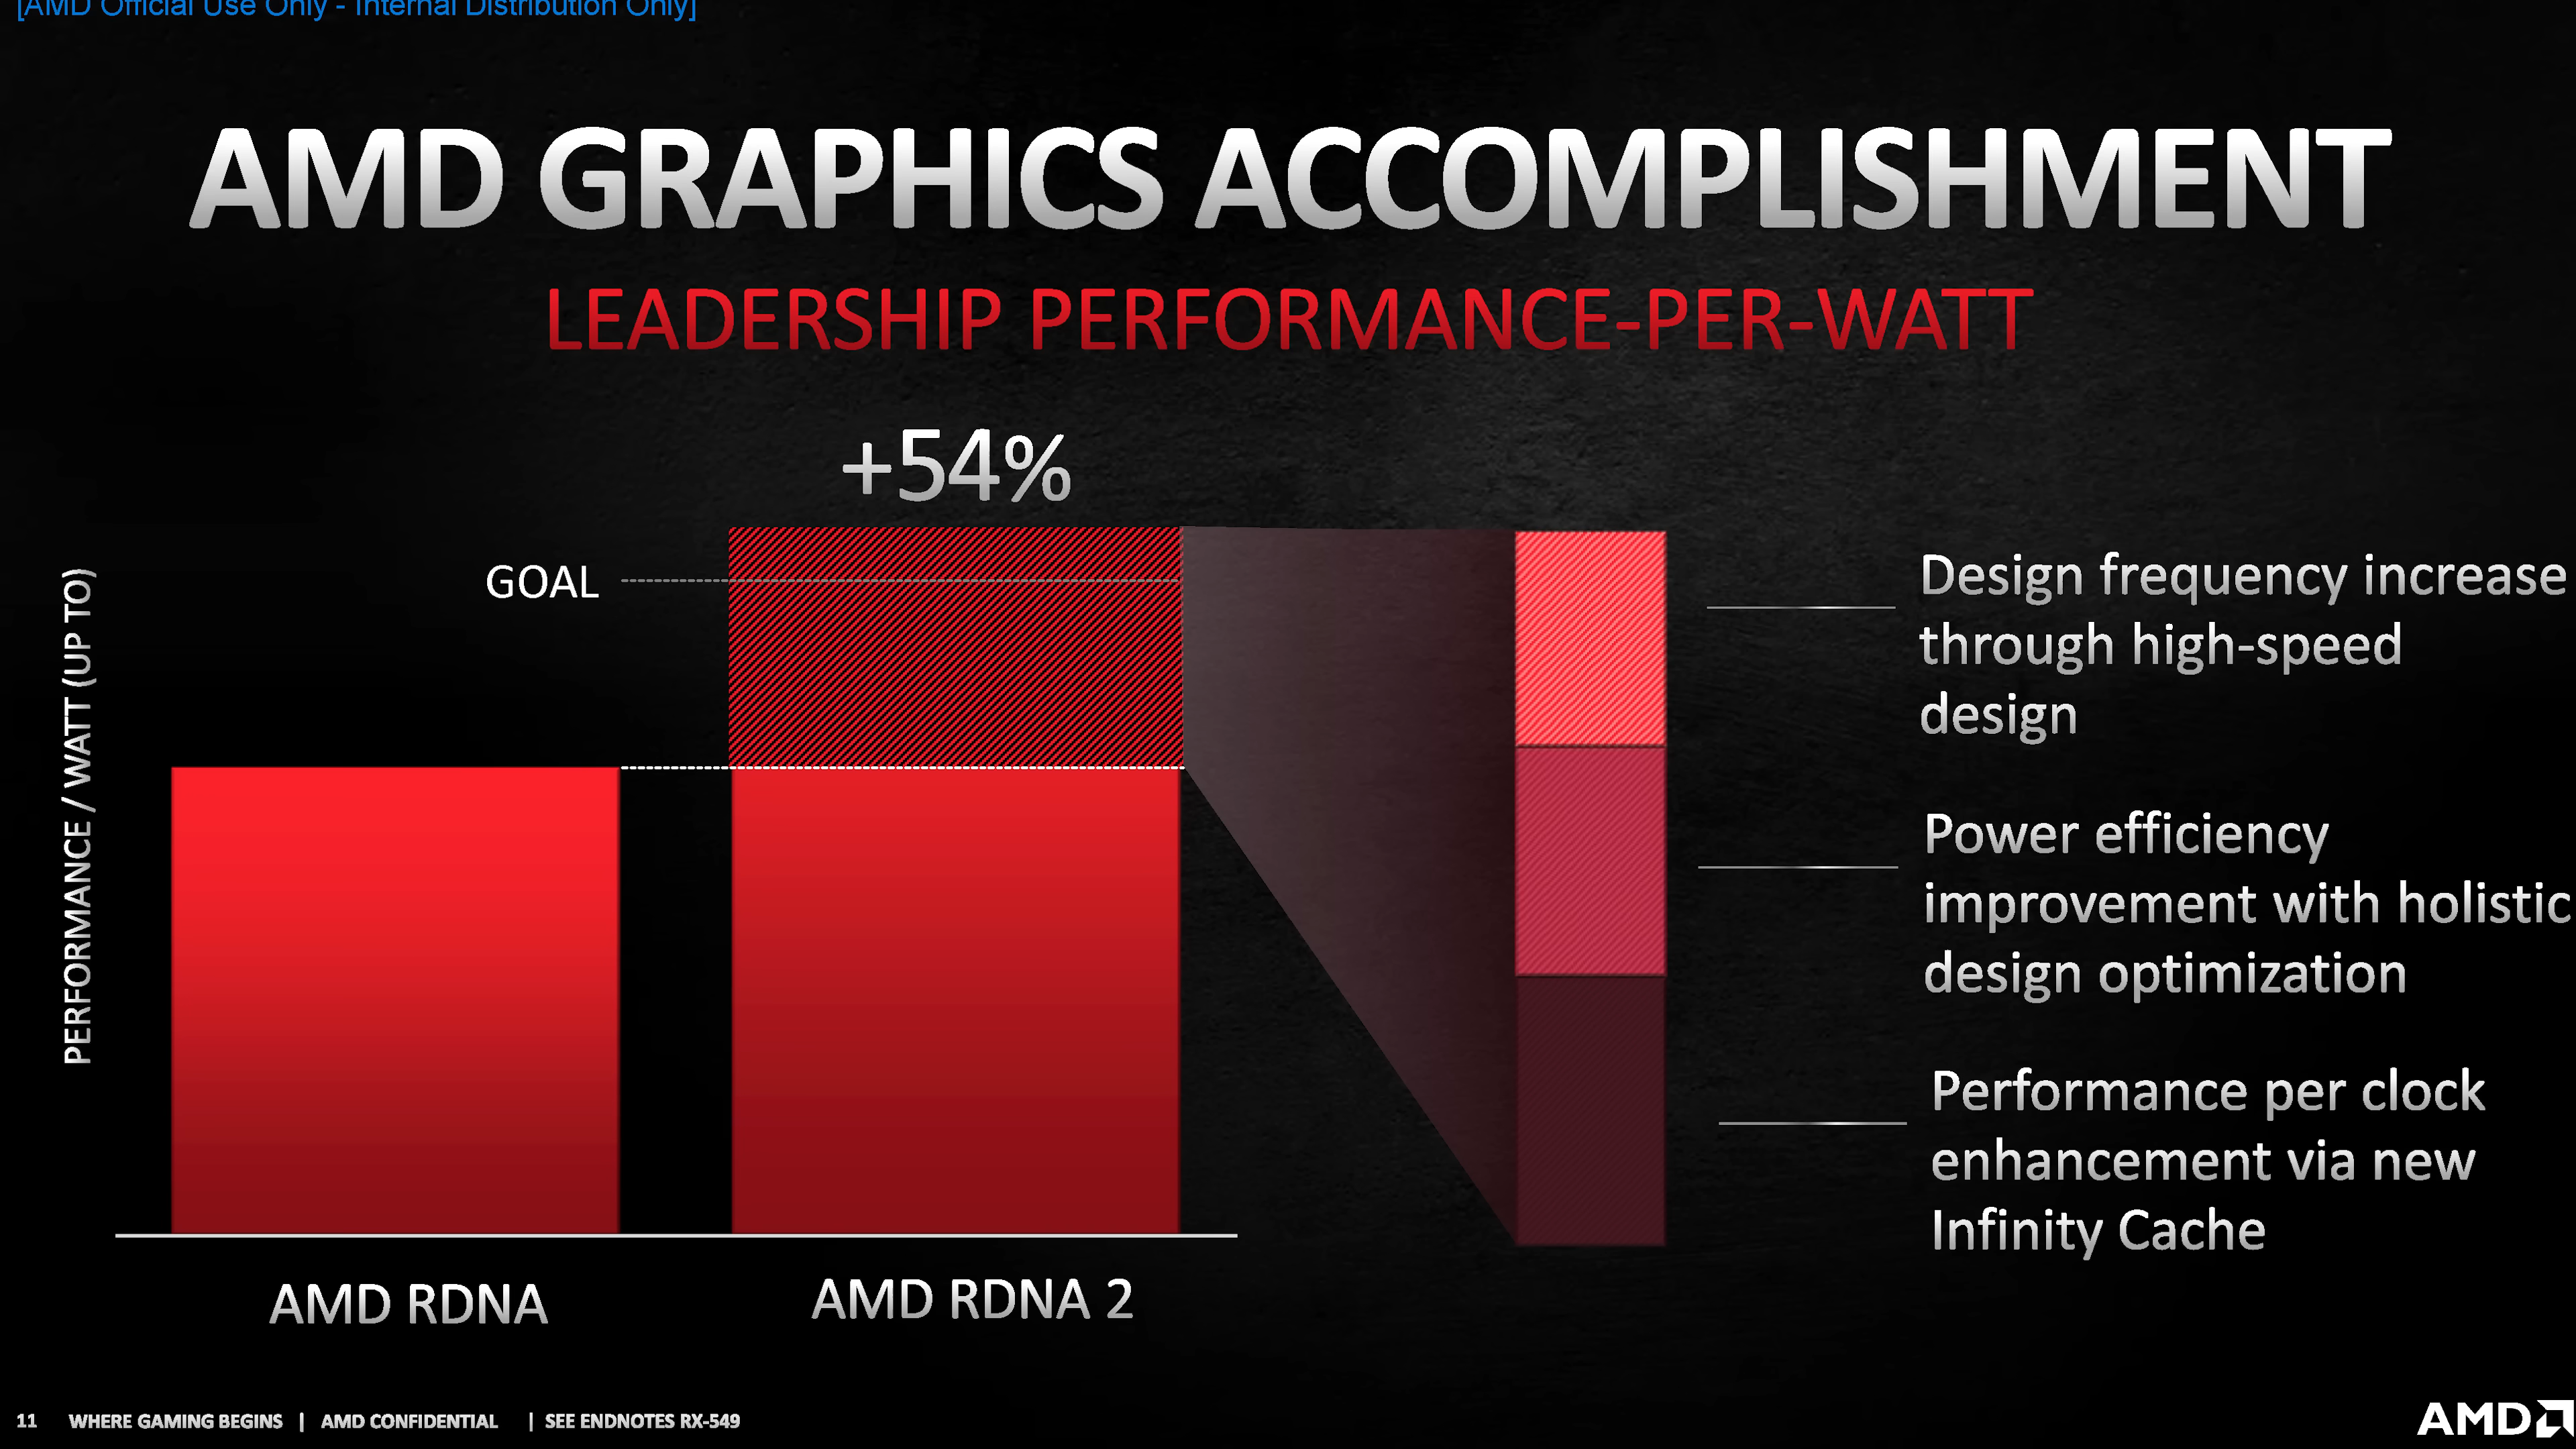 [AMD Official Use Only - Internal Distribution Only]
AMD GRAPHICS ACCOMPLISHMENT
LEADERSHIP PERFORMANCE-PER-WATT
+54%
GOAL
PERFORMANCE / WATT (UP TO)
AMD RDNA
AMD RDNA 2
Design frequency increase
through high-speed
design
Power efficiency
improvement with holistic
design optimization
Performance per clock
enhancement via new
Infinity Cache
11 WHERE GAMING BEGINS | AMD CONFIDENTIAL | SEE ENDNOTES RX-549
AMD